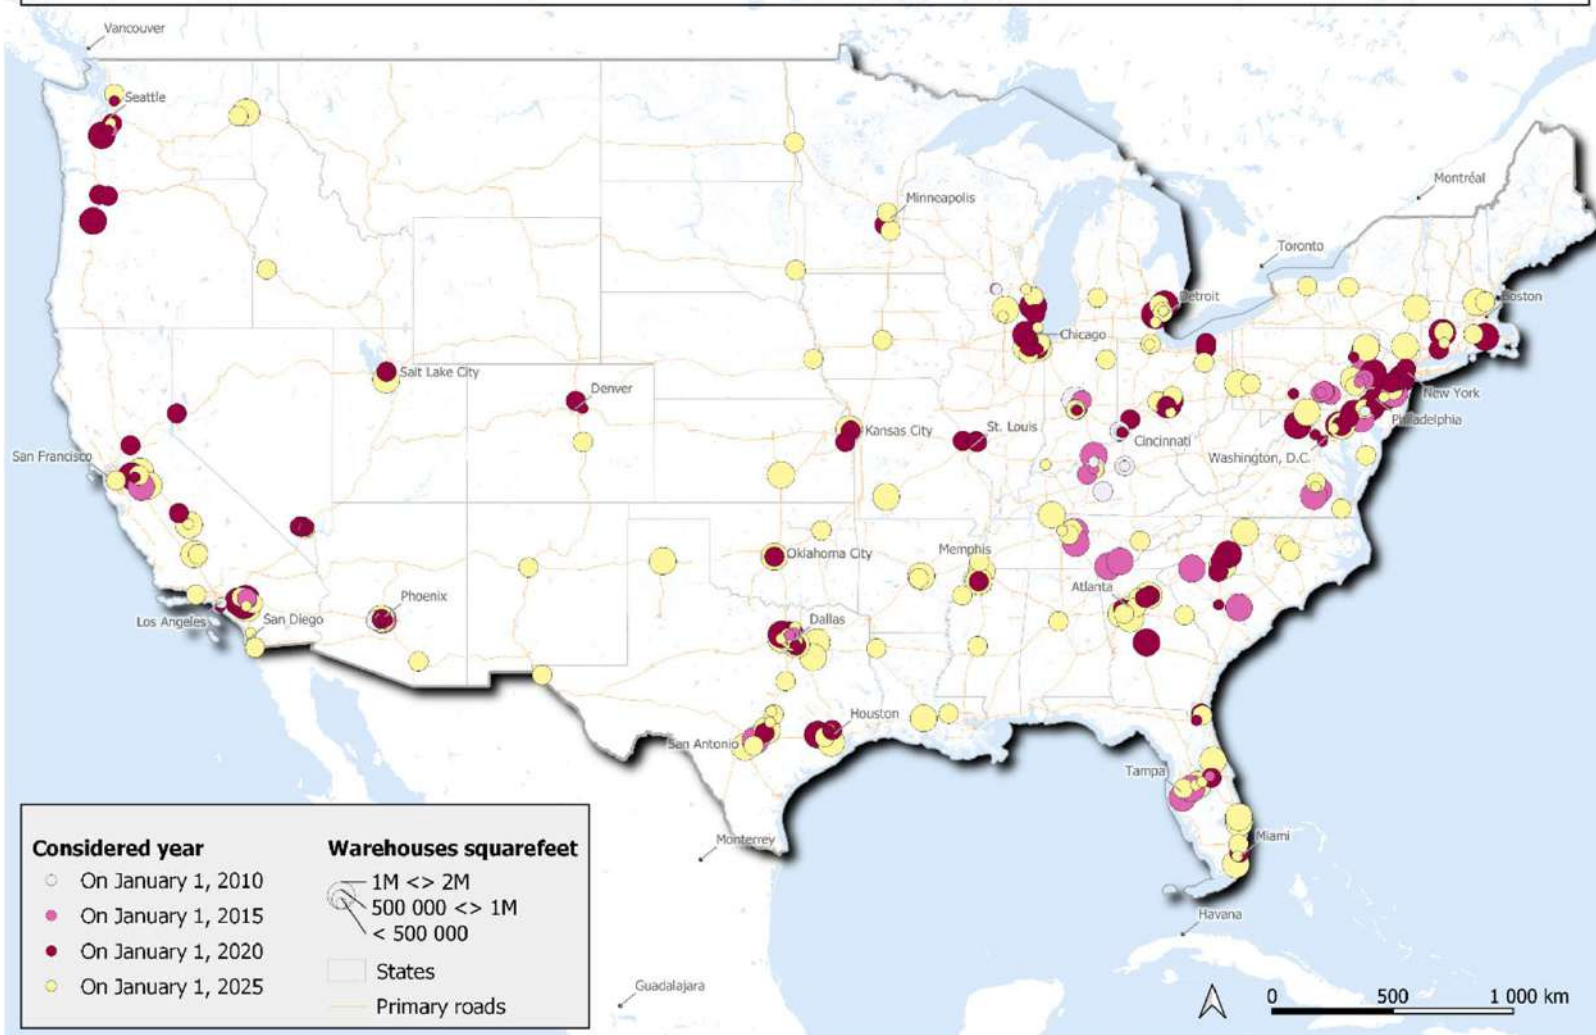 Vancouver
Seattle
Minneapolis
Montréal
Toronto
Detroit
Boston
Chicago
Salt Lake City
Denver
New York
Philadelphia
Kansas City
St. Louis
Cincinnati
San Francisco
Washington, D.C.
Oklahoma City
Memphis
Atlanta
Phoenix
Los Angeles
San Diego
Dallas
Houston
San Antonio
Tampa
Miami
Monterrey
Havana
Guadalajara
Considered year
On January 1, 2010
On January 1, 2015
On January 1, 2020
On January 1, 2025
Warehouses squarefeet
1M <> 2M
500 000 <> 1M
< 500 000
States
Primary roads
0 500 1 000 km